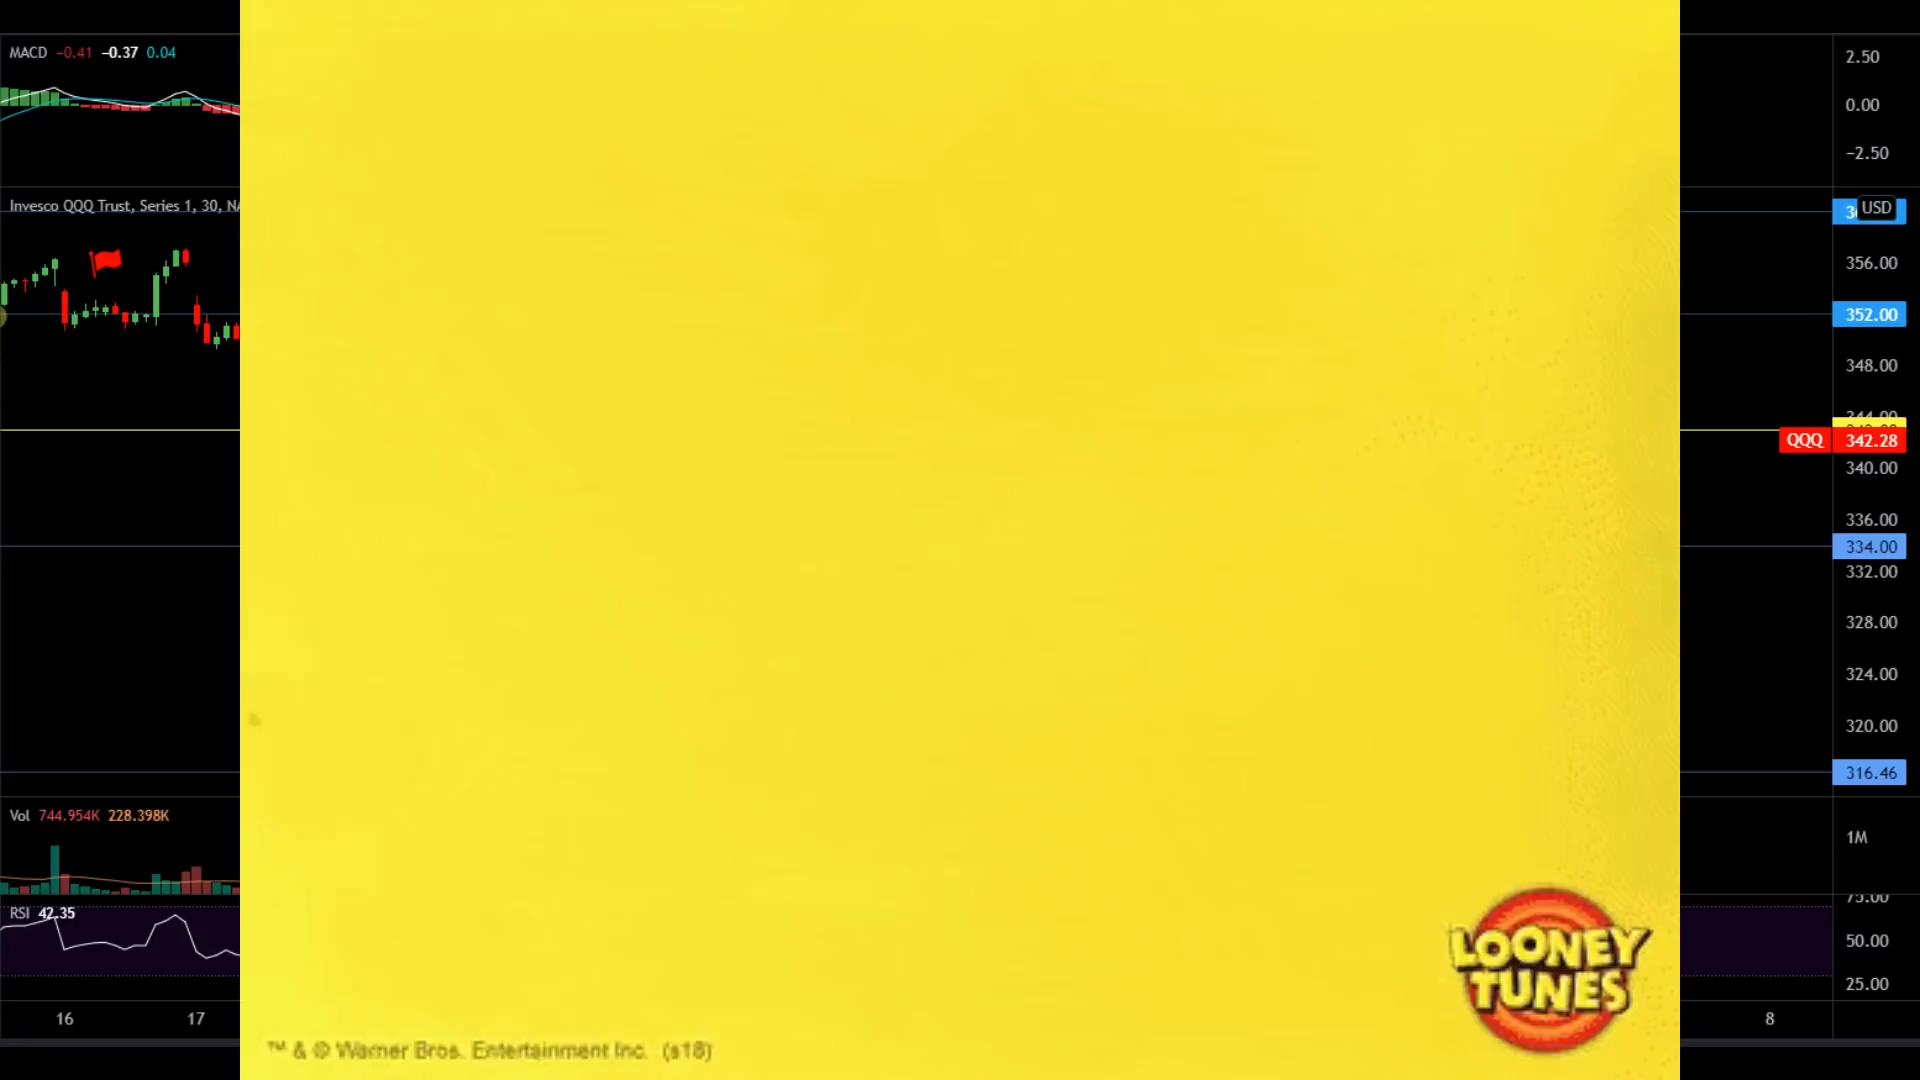 MACD −0.41 −0.37 0.04
2.50
0.00
−2.50
Invesco QQQ Trust, Series 1, 30,
USD
356.00
352.00
348.00
QQQ 342.28
340.00
336.00
334.00
332.00
328.00
324.00
320.00
316.46
Vol 744.954K 228.398K
1M
RSI 42.35
75.00
50.00
25.00
LOONEY
TUNES
16 17 8
™ & © Warner Bros. Entertainment Inc. (s18)